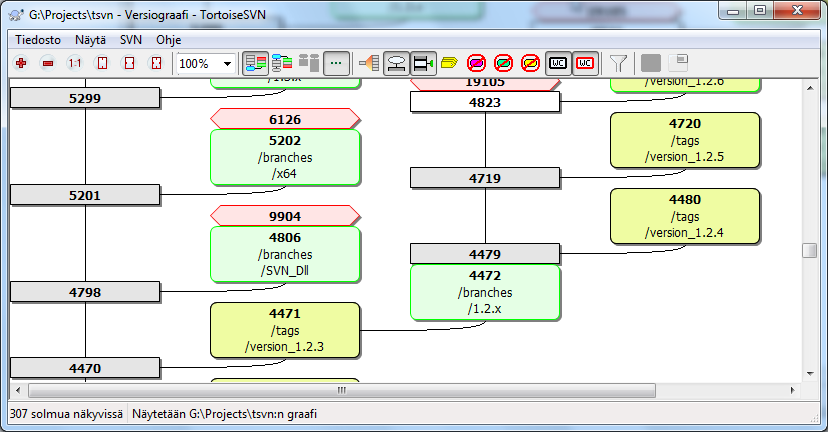 G:\Projects\tsvn - Versiograafi - TortoiseSVN
Tiedosto Näytä SVN Ohje
1:1
100%
WC
WC
5299
6126
5202
/branches
/x64
5201
9904
4806
/branches
/SVN_Dll
4798
4471
/tags
/version_1.2.3
4470
19105
4823
4719
4479
4472
/branches
/1.2.x
/version_1.2.6
4720
/tags
/version_1.2.5
4480
/tags
/version_1.2.4
307 solmua näkyvissä
Näytetään G:\Projects\tsvn:n graafi